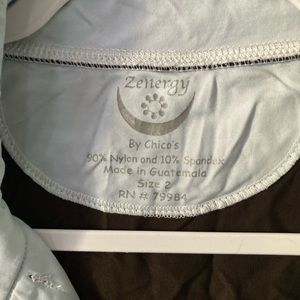 Zenergy
By Chico's
90% Nylon and 10% Spandex
Made in Guatemala
Size 2
RN # 79984